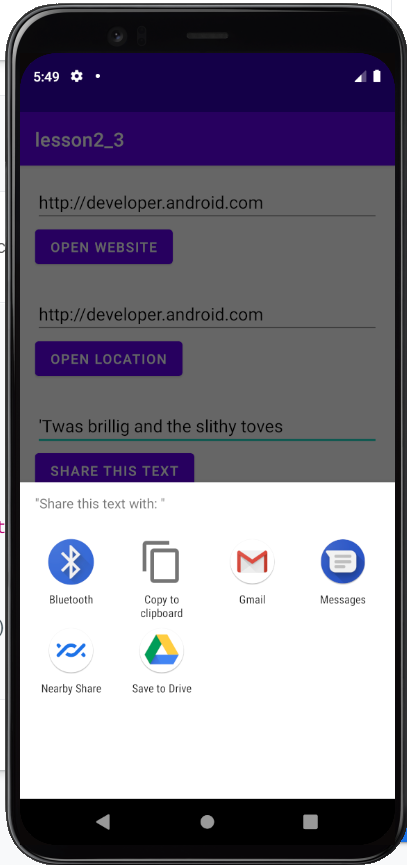 5:49
lesson2_3
http://developer.android.com
OPEN WEBSITE
http://developer.android.com
OPEN LOCATION
'Twas brillig and the slithy toves
SHARE THIS TEXT
"Share this text with: "
Bluetooth
Copy to
clipboard
Gmail
Messages
Nearby Share
Save to Drive
c
t
)